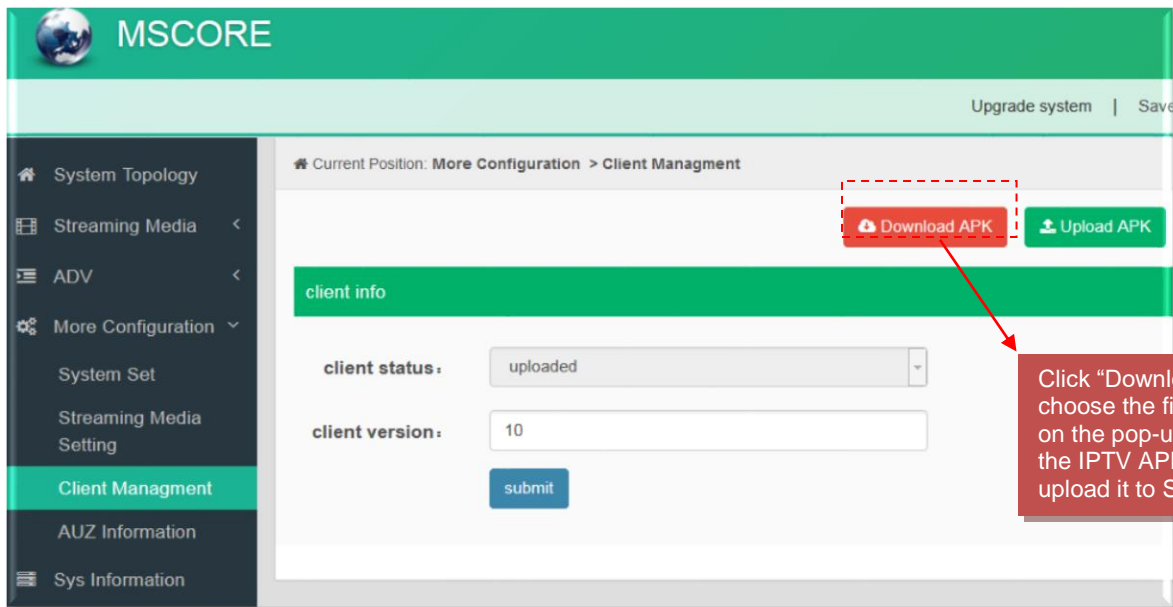 MSCORE
Upgrade system | Save
System Topology
Streaming Media
ADV
More Configuration
System Set
Streaming Media
Setting
Client Managment
AUZ Information
Sys Information
Current Position: More Configuration > Client Managment
Download APK
Upload APK
client info
client status: uploaded
client version: 10
submit
Click “Downl
choose the fi
on the pop-u
the IPTV AP
upload it to S